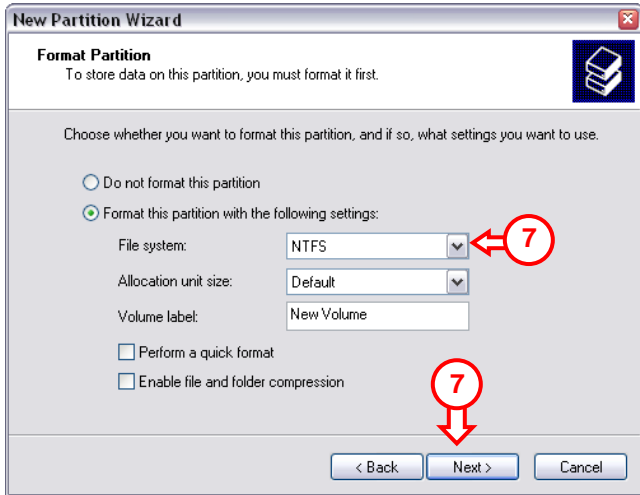 New Partition Wizard
Format Partition
To store data on this partition, you must format it first.
Choose whether you want to format this partition, and if so, what settings you want to use.
Do not format this partition
Format this partition with the following settings:
File system: NTFS 7
Allocation unit size: Default
Volume label: New Volume
Perform a quick format
Enable file and folder compression
7
< Back Next > Cancel